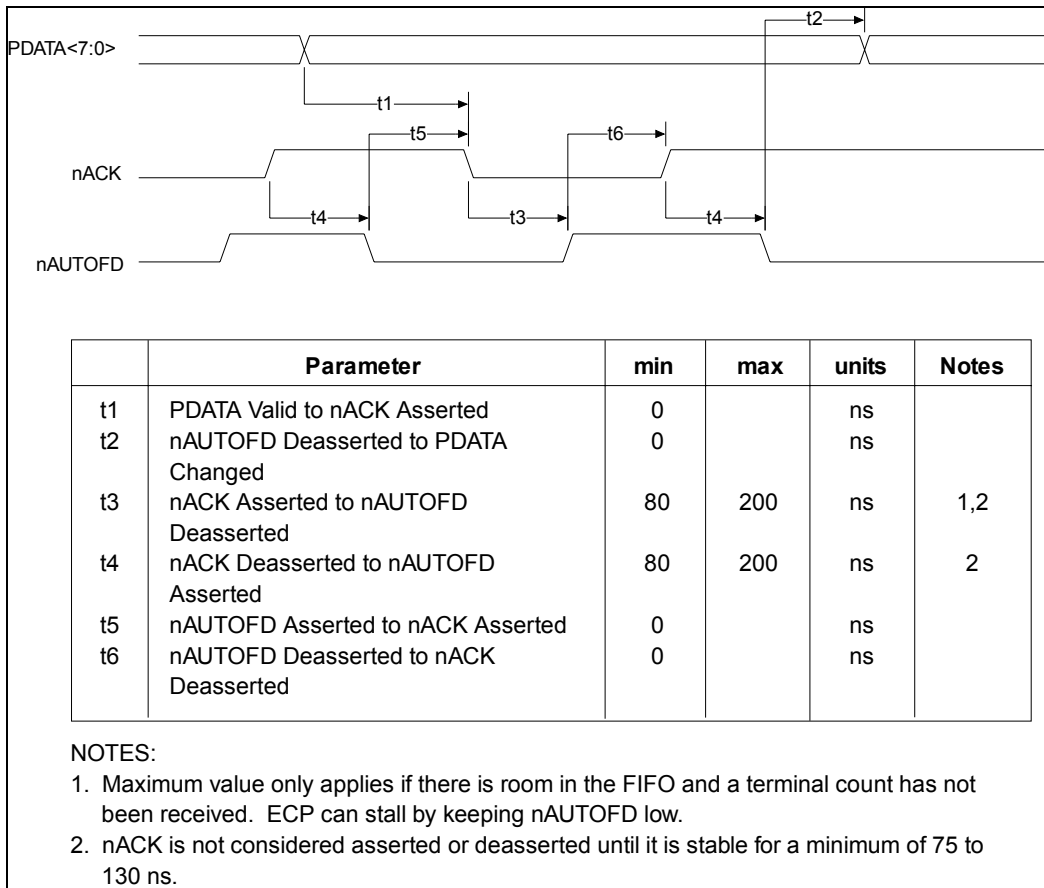 t2
PDATA<7:0>
t1
t5
t6
nACK
t4
t3
t4
nAUTOFD
Parameter min max units Notes
t1 PDATA Valid to nACK Asserted 0 ns
t2 nAUTOFD Deasserted to PDATA 0 ns
Changed
t3 nACK Asserted to nAUTOFD 80 200 ns 1,2
Deasserted
t4 nACK Deasserted to nAUTOFD 80 200 ns 2
Asserted
t5 nAUTOFD Asserted to nACK Asserted 0 ns
t6 nAUTOFD Deasserted to nACK 0 ns
Deasserted
NOTES:
1. Maximum value only applies if there is room in the FIFO and a terminal count has not
been received. ECP can stall by keeping nAUTOFD low.
2. nACK is not considered asserted or deasserted until it is stable for a minimum of 75 to
130 ns.